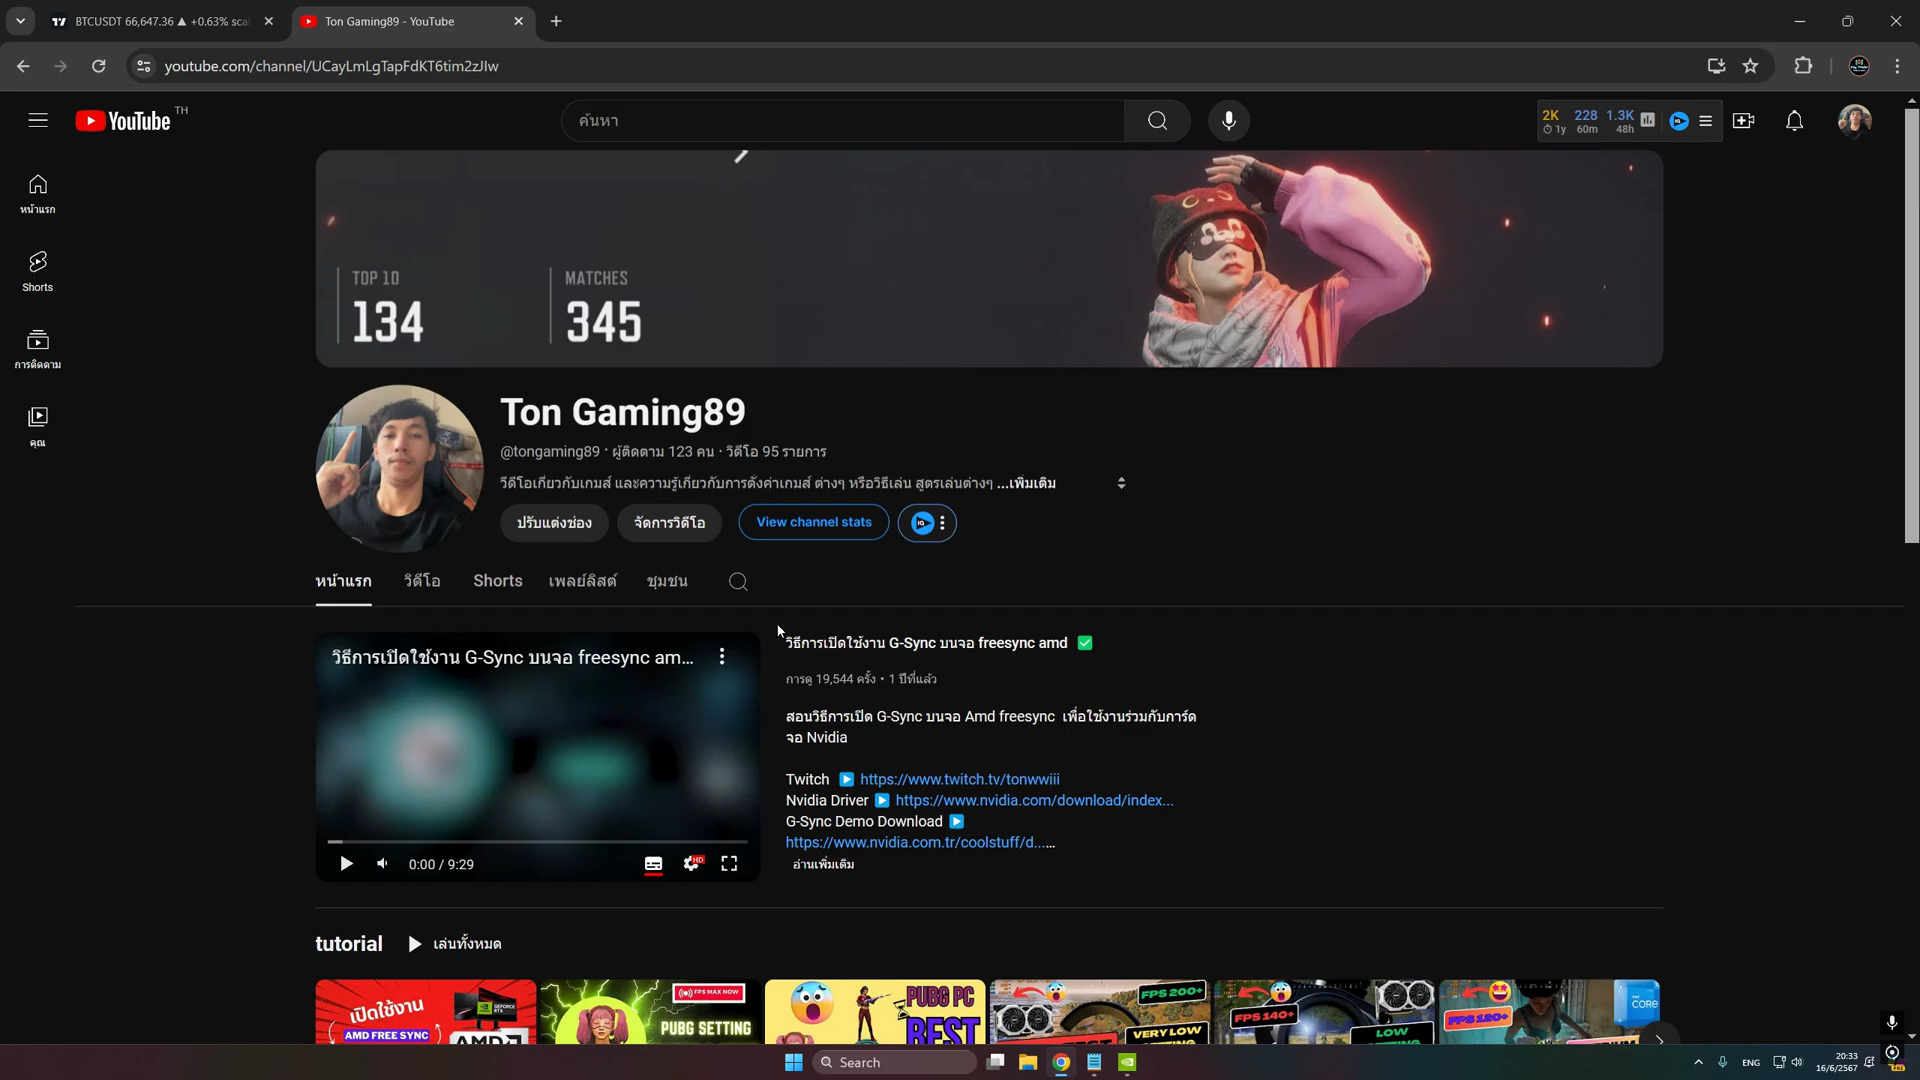 BTCUSDT 66,647.36 ▲ +0.63% sca
Ton Gaming89 - YouTube
youtube.com/channel/UCayLmLgTapFdKT6tim2zJIw
YouTube TH
ค้นหา
2K 228 1.3K
1y 60m 48h
หน้าแรก
Shorts
การติดตาม
คุณ
TOP 10
134
MATCHES
345
Ton Gaming89
@tongaming89 · ผู้ติดตาม 123 คน · วิดีโอ 95 รายการ
วีดีโอเกี่ยวกับเกมส์ และความรู้เกี่ยวกับการตั่งค่าเกมส์ ต่างๆ หรือวิธีเล่น สูตรเล่นต่างๆ ...เพิ่มเติม
ปรับแต่งช่อง จัดการวิดีโอ View channel stats
หน้าแรก วิดีโอ Shorts เพลย์ลิสต์ ชุมชน
วิธีการเปิดใช้งาน G-Sync บนจอ freesync am...
0:00 / 9:29
HD
วิธีการเปิดใช้งาน G-Sync บนจอ freesync amd ✅
การดู 19,544 ครั้ง • 1 ปีที่แล้ว
สอนวิธีการเปิด G-Sync บนจอ Amd freesync เพื่อใช้งานร่วมกับการ์ด
จอ Nvidia
Twitch ▶ https://www.twitch.tv/tonwwiii
Nvidia Driver ▶ https://www.nvidia.com/download/index...
G-Sync Demo Download ▶
https://www.nvidia.com.tr/coolstuff/d......
อ่านเพิ่มเติม
tutorial ▶ เล่นทั้งหมด
เปิดใช้งาน
AMD FREE SYNC
GEFORCE RTX
FPS MAX NOW
PUBG SETTING
PUBG PC
BEST
FPS 200+
VERY LOW
FPS 140+
LOW
FPS 120+
intel CORE
Search
ENG
20:33
16/6/2567